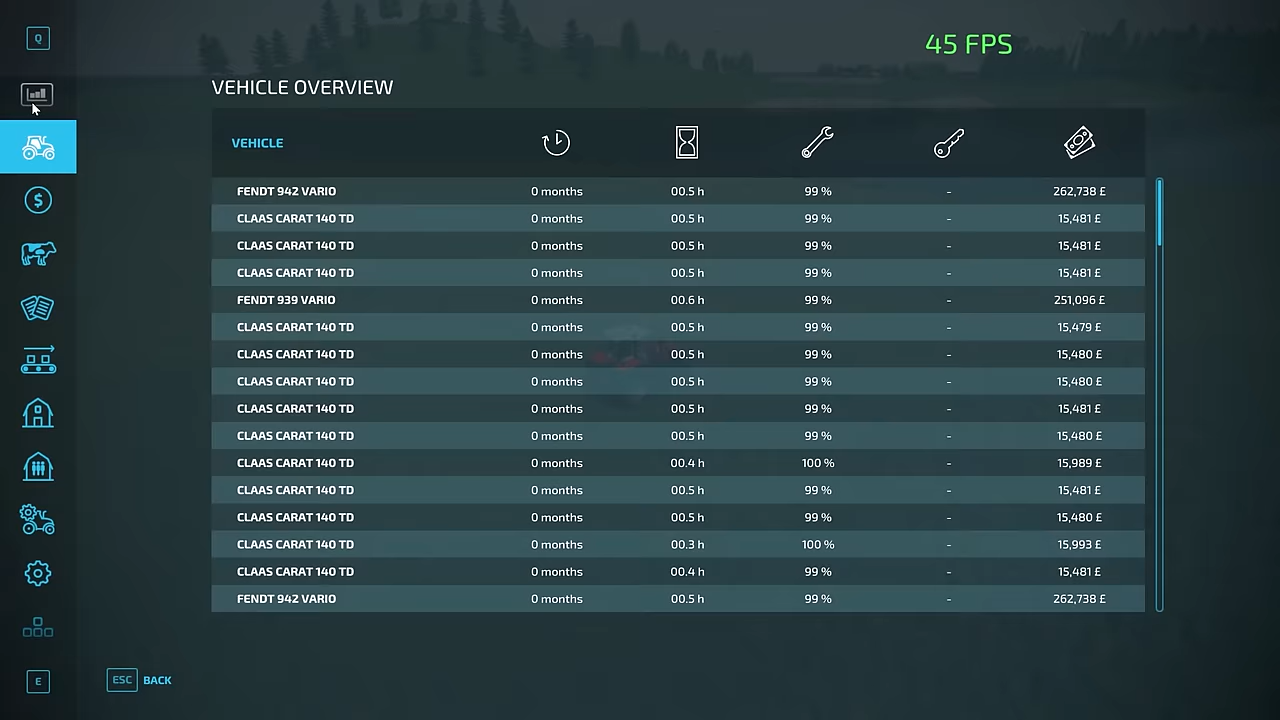 Q
45 FPS
VEHICLE OVERVIEW
VEHICLE
FENDT 942 VARIO 0 months 00.5 h 99 % - 262,738 £
CLAAS CARAT 140 TD 0 months 00.5 h 99 % - 15,481 £
CLAAS CARAT 140 TD 0 months 00.5 h 99 % - 15,481 £
CLAAS CARAT 140 TD 0 months 00.5 h 99 % - 15,481 £
FENDT 939 VARIO 0 months 00.6 h 99 % - 251,096 £
CLAAS CARAT 140 TD 0 months 00.5 h 99 % - 15,479 £
CLAAS CARAT 140 TD 0 months 00.5 h 99 % - 15,480 £
CLAAS CARAT 140 TD 0 months 00.5 h 99 % - 15,480 £
CLAAS CARAT 140 TD 0 months 00.5 h 99 % - 15,481 £
CLAAS CARAT 140 TD 0 months 00.5 h 99 % - 15,480 £
CLAAS CARAT 140 TD 0 months 00.4 h 100 % - 15,989 £
CLAAS CARAT 140 TD 0 months 00.5 h 99 % - 15,481 £
CLAAS CARAT 140 TD 0 months 00.5 h 99 % - 15,480 £
CLAAS CARAT 140 TD 0 months 00.3 h 100 % - 15,993 £
CLAAS CARAT 140 TD 0 months 00.4 h 99 % - 15,481 £
FENDT 942 VARIO 0 months 00.5 h 99 % - 262,738 £
E
ESC BACK